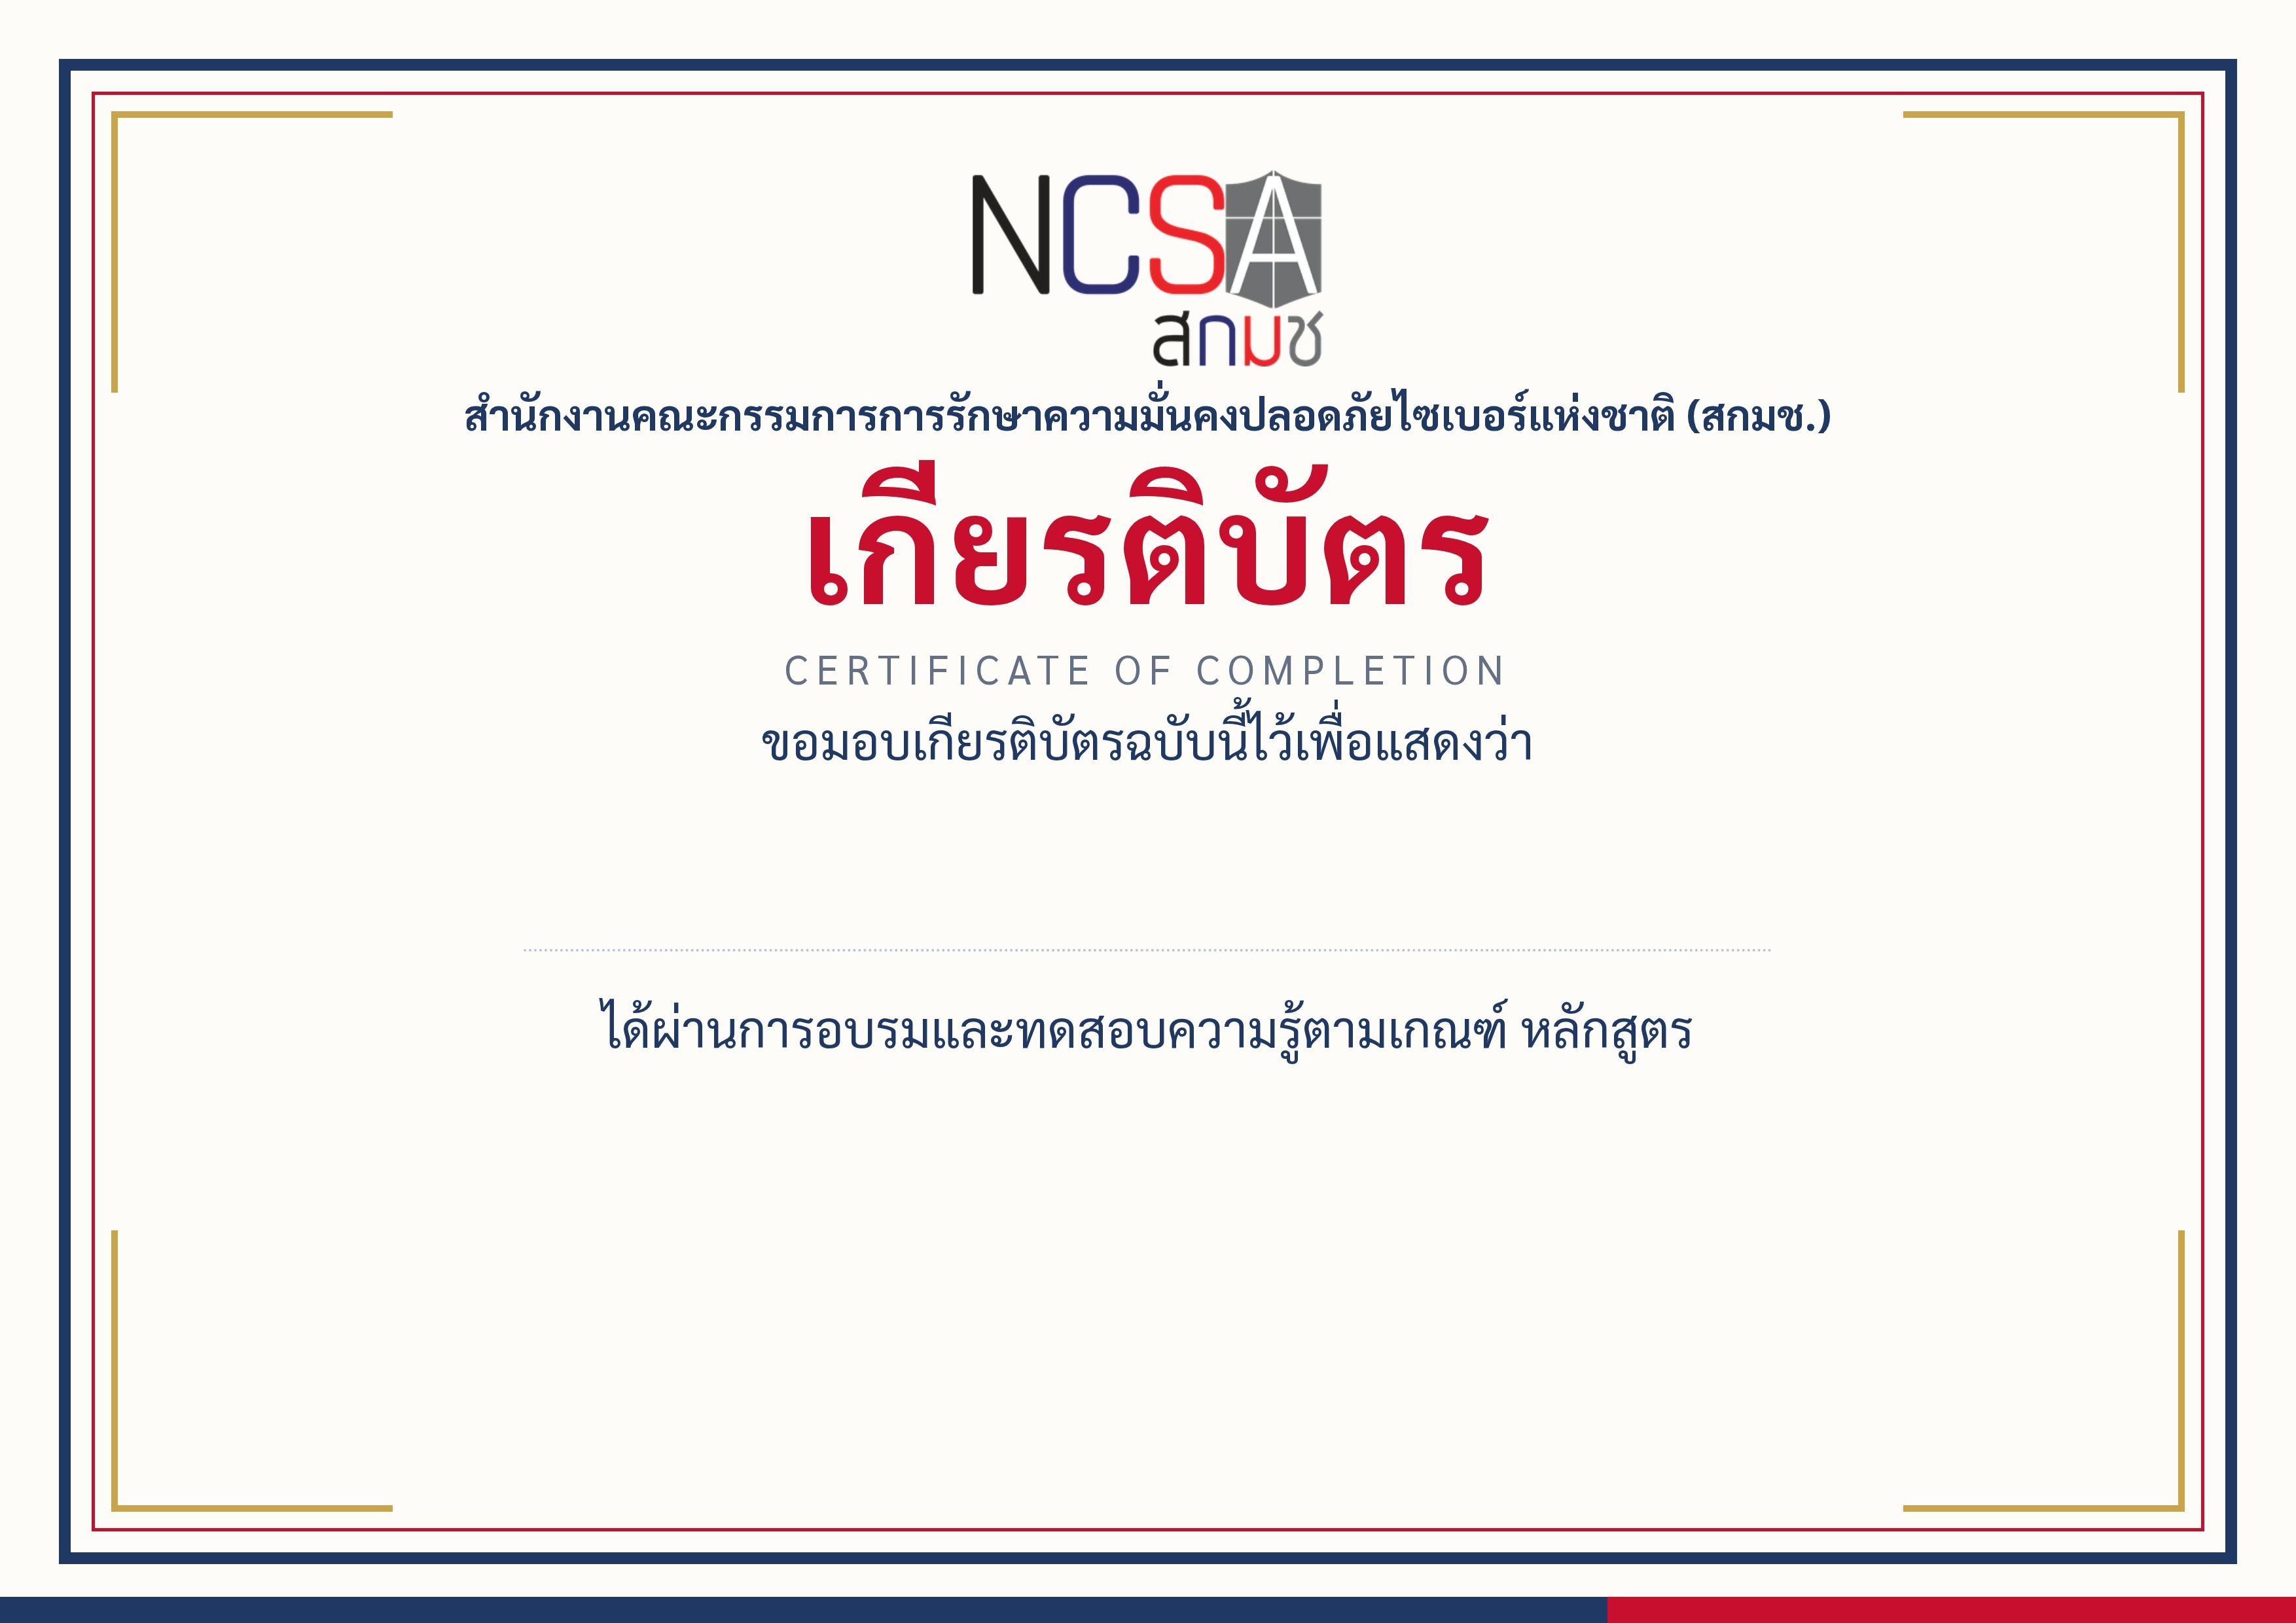 NCSA
สกมช
สำนักงานคณะกรรมการการรักษาความมั่นคงปลอดภัยไซเบอร์แห่งชาติ (สกมช.)
เกียรติบัตร
CERTIFICATE OF COMPLETION
ขอมอบเกียรติบัตรฉบับนี้ไว้เพื่อแสดงว่า
ได้ผ่านการอบรมและทดสอบความรู้ตามเกณฑ์ หลักสูตร